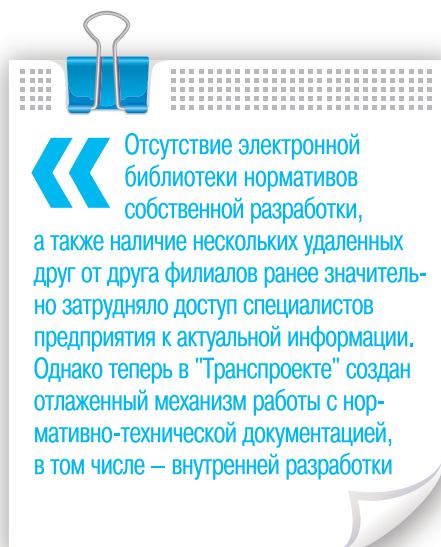 « Отсутствие электронной
библиотеки нормативов
собственной разработки,
а также наличие нескольких удаленных
друг от друга филиалов ранее значитель-
но затрудняло доступ специалистов
предприятия к актуальной информации.
Однако теперь в "Транспроекте" создан
отлаженный механизм работы с нор-
мативно-технической документацией,
в том числе – внутренней разработки